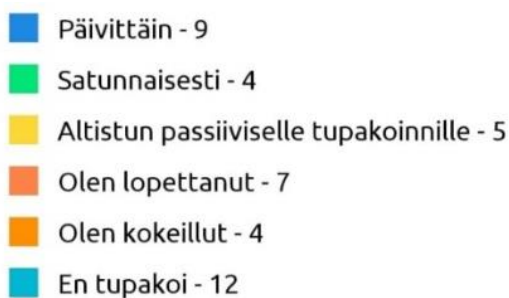 Päivittäin - 9
Satunnaisesti - 4
Altistun passiiviselle tupakoinnille - 5
Olen lopettanut - 7
Olen kokeillut - 4
En tupakoi - 12